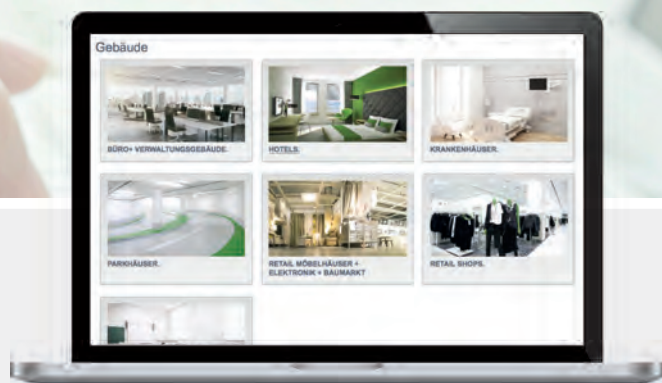 Gebäude
BÜRO+ VERWALTUNGSGEBÄUDE.
HOTELS.
KRANKENHÄUSER.
PARKHÄUSER.
RETAIL MÖBELHÄUSER +
ELEKTRONIK + BAUMARKT
RETAIL SHOPS.